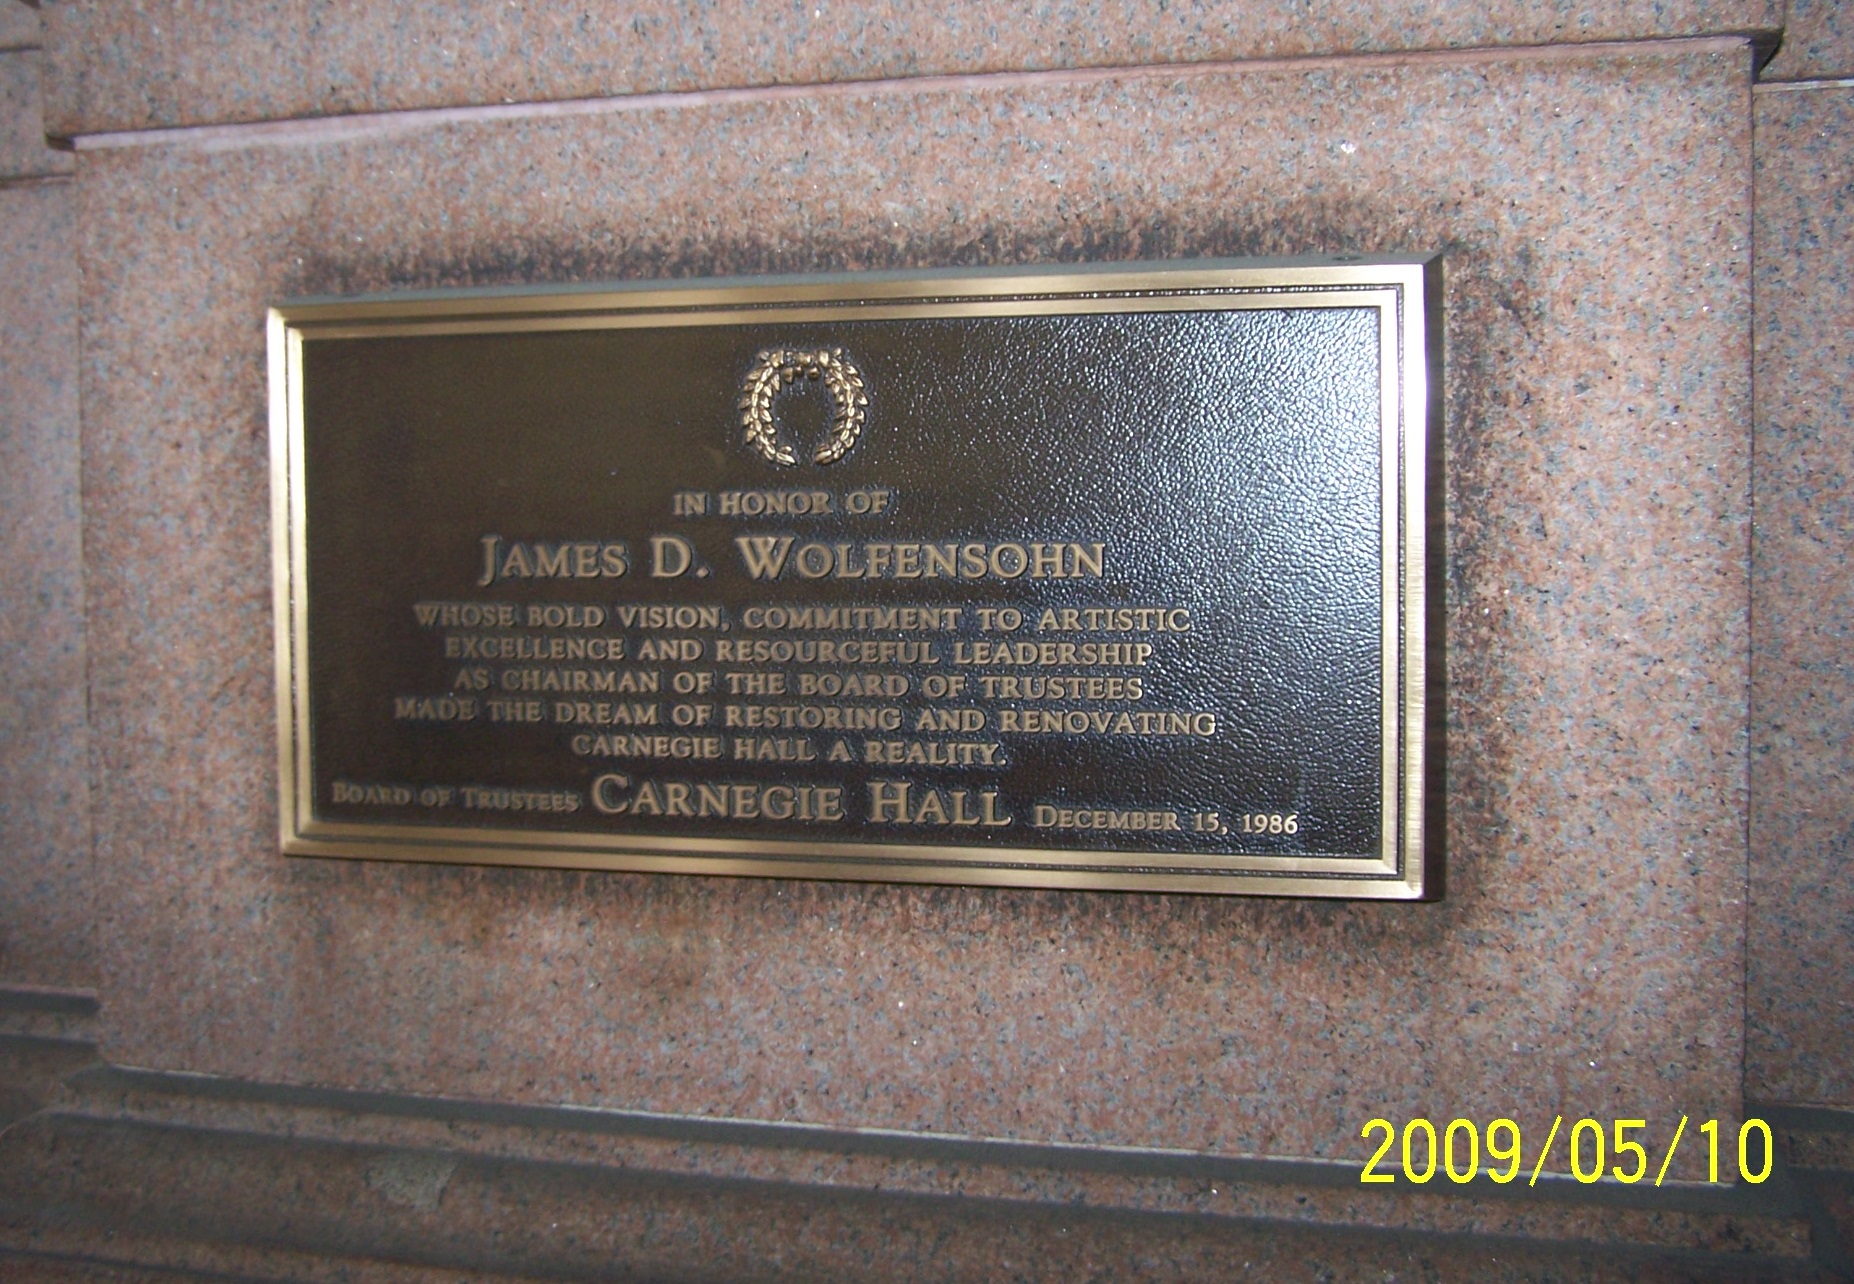 IN HONOR OF
JAMES D. WOLFENSOHN
WHOSE BOLD VISION, COMMITMENT TO ARTISTIC
EXCELLENCE AND RESOURCEFUL LEADERSHIP
AS CHAIRMAN OF THE BOARD OF TRUSTEES
MADE THE DREAM OF RESTORING AND RENOVATING
CARNEGIE HALL A REALITY.
BOARD OF TRUSTEES CARNEGIE HALL DECEMBER 15, 1986
2009/05/10